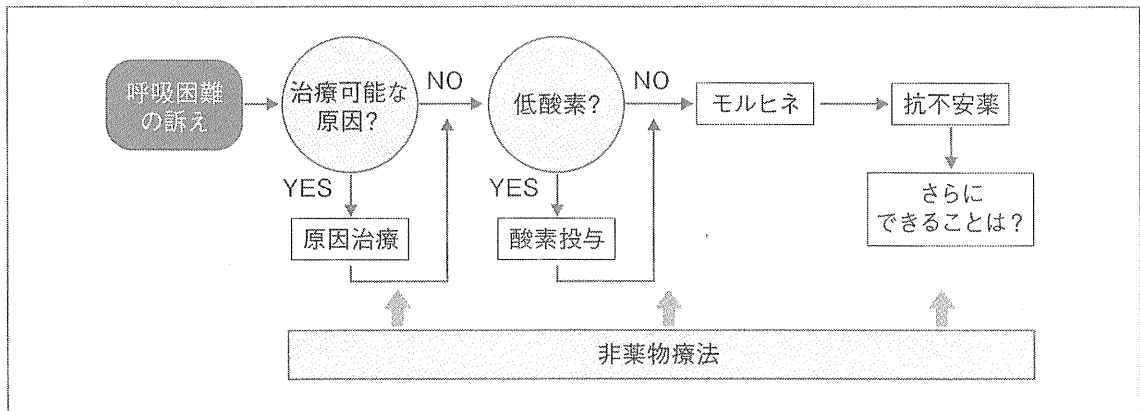 呼吸困難
の訴え
治療可能な
原因?
NO
YES
原因治療
低酸素?
NO
YES
酸素投与
モルヒネ
抗不安薬
さらに
できることは?
非薬物療法